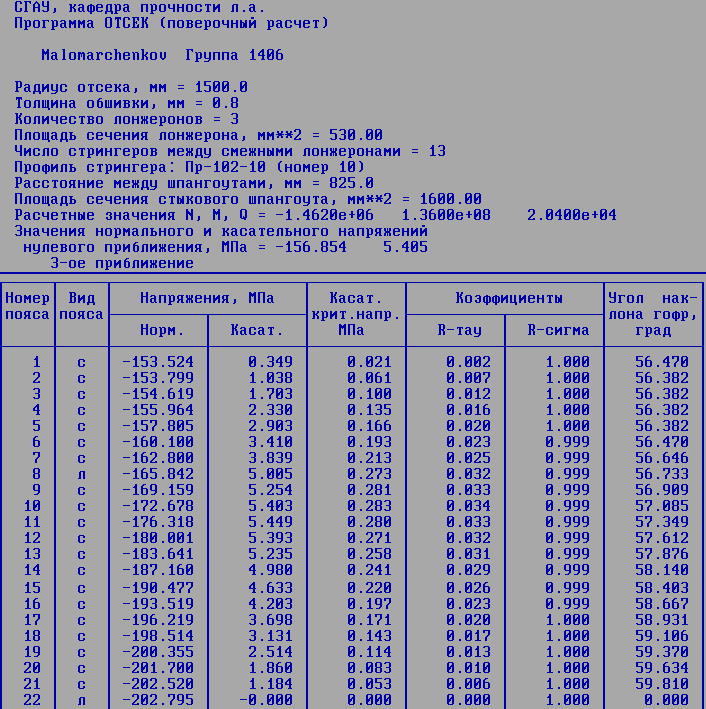 СГАУ, кафедра прочности л.а.
Программа ОТСЕК (поверочный расчет)
Malomarchenkov Группа 1406
Радиус отсека, мм = 1500.0
Толщина обшивки, мм = 0.8
Количество лонжеронов = 3
Площадь сечения лонжерона, мм**2 = 530.00
Число стрингеров между смежными лонжеронами = 13
Профиль стрингера: Пр-102-10 (номер 10)
Расстояние между шпангоутами, мм = 825.0
Площадь сечения стыкового шпангоута, мм**2 = 1600.00
Расчетные значения N, M, Q = -1.4620e+06 1.3600e+08 2.0400e+04
Значения нормального и касательного напряжений
нулевого приближения, МПа = -156.854 5.405
3-ое приближение
Номер Вид Напряжения, МПа Касат. Коэффициенты Угол нак-
пояса пояса крит.напр. лона гофр,
Норм. Касат. МПа R-тау R-сигма град
1 с -153.524 0.349 0.021 0.002 1.000 56.470
2 с -153.799 1.038 0.061 0.007 1.000 56.382
3 с -154.619 1.703 0.100 0.012 1.000 56.382
4 с -155.964 2.330 0.135 0.016 1.000 56.382
5 с -157.805 2.903 0.166 0.020 1.000 56.382
6 с -160.100 3.410 0.193 0.023 0.999 56.470
7 с -162.800 3.839 0.213 0.025 0.999 56.646
8 л -165.842 5.005 0.273 0.032 0.999 56.733
9 с -169.159 5.254 0.281 0.033 0.999 56.909
10 с -172.678 5.403 0.283 0.034 0.999 57.085
11 с -176.318 5.449 0.280 0.033 0.999 57.349
12 с -180.001 5.393 0.271 0.032 0.999 57.612
13 с -183.641 5.235 0.258 0.031 0.999 57.876
14 с -187.160 4.980 0.241 0.029 0.999 58.140
15 с -190.477 4.633 0.220 0.026 0.999 58.403
16 с -193.519 4.203 0.197 0.023 0.999 58.667
17 с -196.219 3.698 0.171 0.020 1.000 58.931
18 с -198.514 3.131 0.143 0.017 1.000 59.106
19 с -200.355 2.514 0.114 0.013 1.000 59.370
20 с -201.700 1.860 0.083 0.010 1.000 59.634
21 с -202.520 1.184 0.053 0.006 1.000 59.810
22 л -202.795 -0.000 0.000 0.000 1.000 0.000